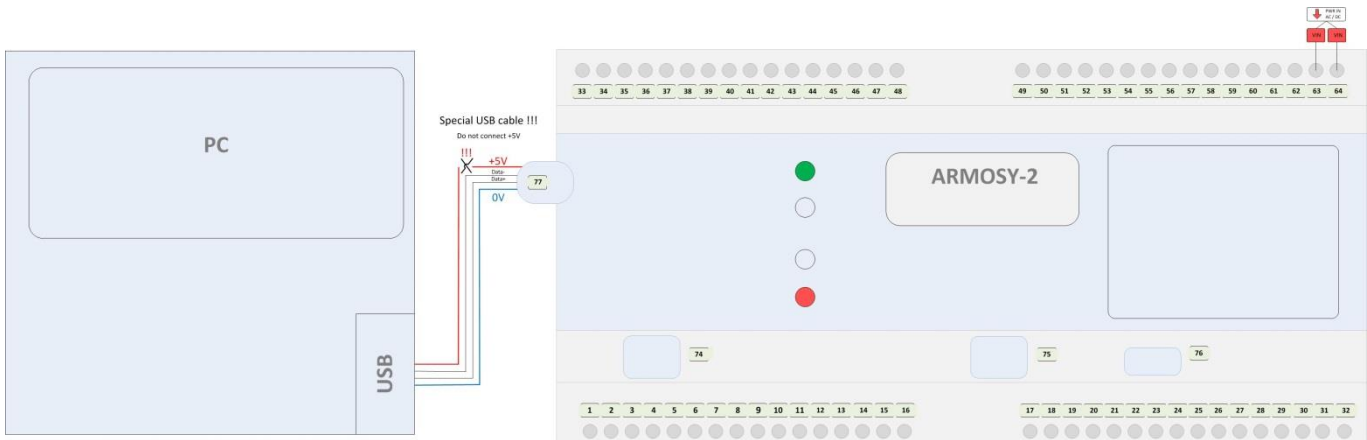 PWR IN
AC / DC
VIN VIN
33 34 35 36 37 38 39 40 41 42 43 44 45 46 47 48
49 50 51 52 53 54 55 56 57 58 59 60 61 62 63 64
Special USB cable !!!
Do not connect +5V
PC
!!!
+5V
Data-
Data+
0V
77
ARMOSY-2
USB
74
75
76
1 2 3 4 5 6 7 8 9 10 11 12 13 14 15 16
17 18 19 20 21 22 23 24 25 26 27 28 29 30 31 32